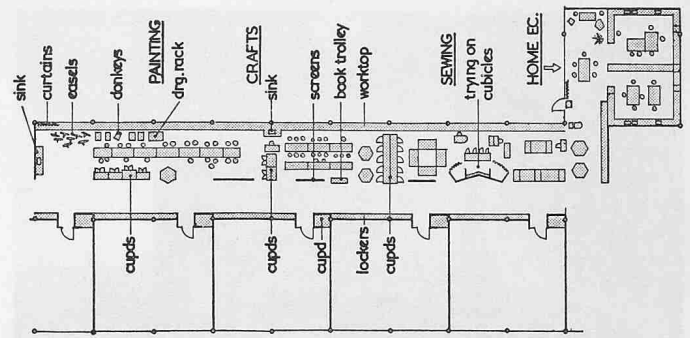 sink
curtains
easels
donkeys
PAINTING
drg. rack
CRAFTS
sink
screens
book trolley
worktop
SEWING
trying on
cubicles
HOME EC.
cupds
cupds
cupd
lockers
cupds